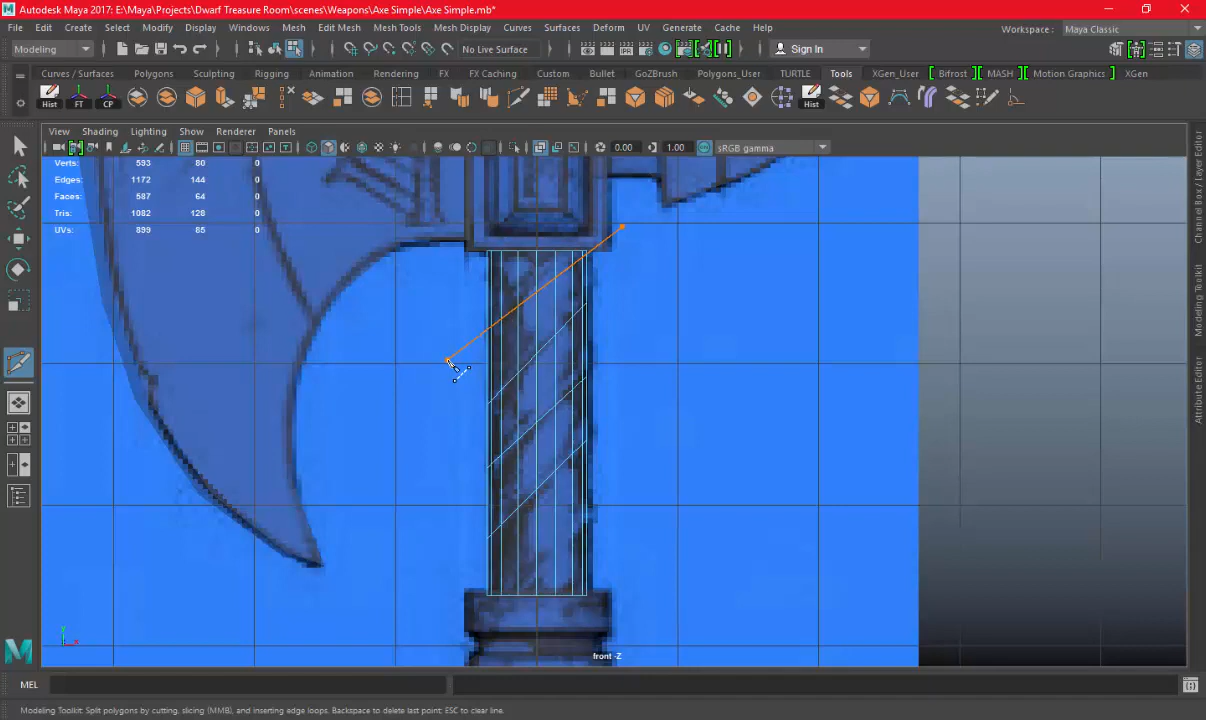 Autodesk Maya 2017: E:\Maya\Projects\Dwarf Treasure Room\scenes\Weapons\Axe Simple\Axe Simple.mb*
File Edit Create Select Modify Display Windows Mesh Edit Mesh Mesh Tools Mesh Display Curves Surfaces Deform UV Generate Cache Help Workspace : Maya Classic
Modeling No Live Surface Sign In
Curves / Surfaces Polygons Sculpting Rigging Animation Rendering FX FX Caching Custom Bullet GoZBrush Polygons_User TURTLE Tools XGen_User Bifrost MASH Motion Graphics XGen
Hist FT CP Hist
View Shading Lighting Show Renderer Panels
0.00 1.00 sRGB gamma
Verts: 593 80 0
Edges: 1172 144 0
Faces: 587 64 0
Tris: 1082 128 0
UVs: 899 85 0
Channel Box / Layer Editor
Modeling Toolkit
Attribute Editor
y
x
front -Z
MEL
Modeling Toolkit: Split polygons by cutting, slicing (MMB), and inserting edge loops. Backspace to delete last point; ESC to clear line.